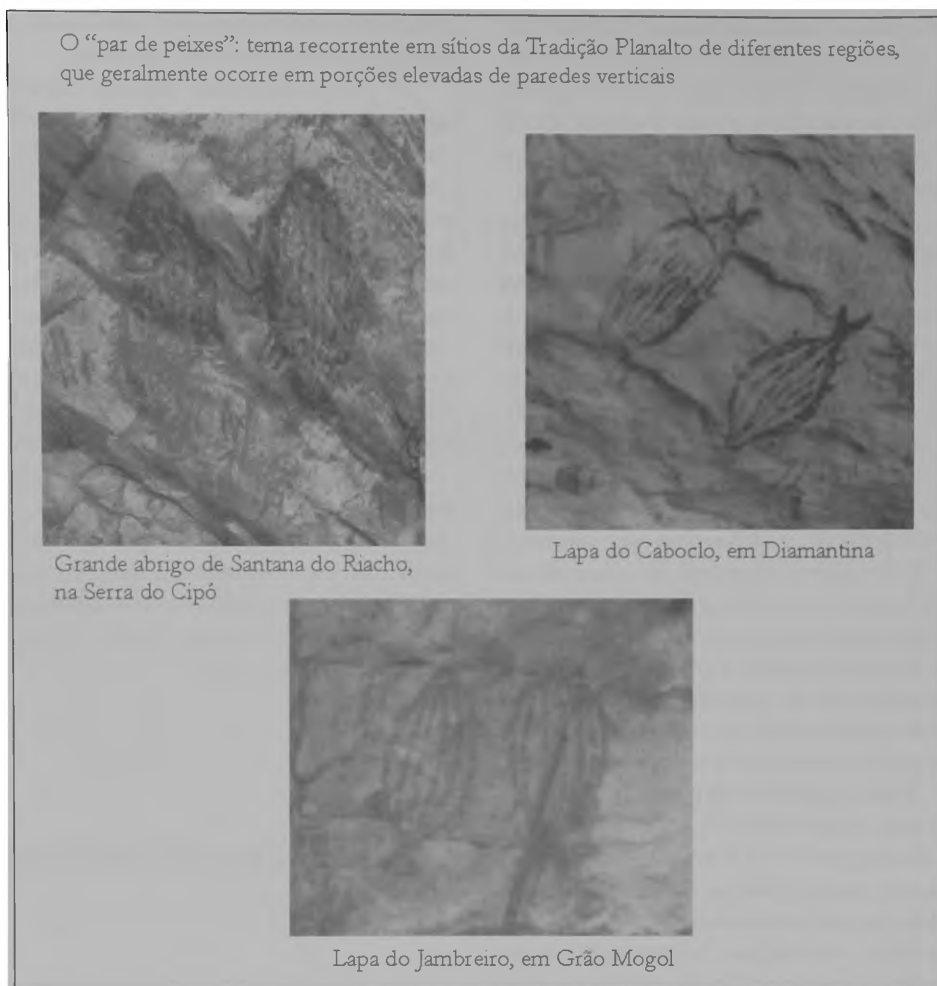 O “par de peixes”: tema recorrente em sítios da Tradição Planalto de diferentes regiões,
que geralmente ocorre em porções elevadas de paredes verticais
Grande abrigo de Santana do Riacho,
na Serra do Cipó
Lapa do Caboclo, em Diamantina
Lapa do Jambreiro, em Grão Mogol